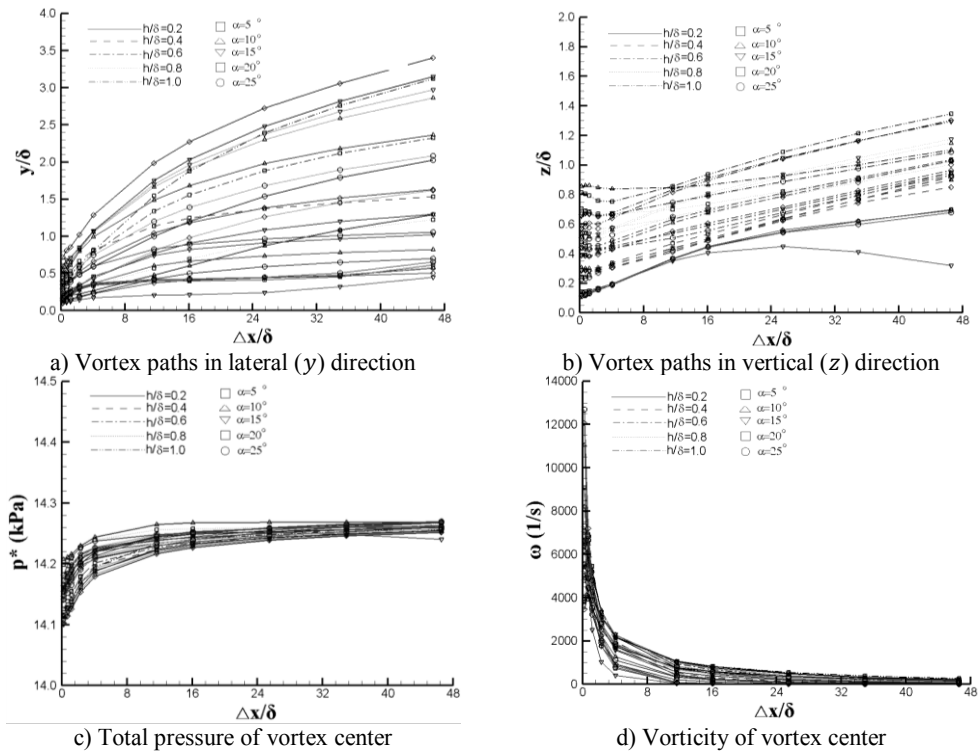 h/δ=0.2 □ α=5°
h/δ=0.4 △ α=10°
h/δ=0.6 ▽ α=15°
h/δ=0.8 □ α=20°
h/δ=1.0 ○ α=25°
4.0
3.5
3.0
2.5
2.0
1.5
1.0
0.5
0.0
y/δ
0 8 16 24 32 40 48
△x/δ
a) Vortex paths in lateral (y) direction
h/δ=0.2 □ α=5°
h/δ=0.4 △ α=10°
h/δ=0.6 ▽ α=15°
h/δ=0.8 □ α=20°
h/δ=1.0 ○ α=25°
2.0
1.8
1.6
1.4
1.2
1.0
0.8
0.6
0.4
0.2
0
z/δ
0 8 16 24 32 40 48
△x/δ
b) Vortex paths in vertical (z) direction
h/δ=0.2 □ α=5°
h/δ=0.4 △ α=10°
h/δ=0.6 ▽ α=15°
h/δ=0.8 □ α=20°
h/δ=1.0 ○ α=25°
14.5
14.4
14.3
14.2
14.1
14.0
p* (kPa)
0 8 16 24 32 40 48
△x/δ
c) Total pressure of vortex center
h/δ=0.2 □ α=5°
h/δ=0.4 △ α=10°
h/δ=0.6 ▽ α=15°
h/δ=0.8 □ α=20°
h/δ=1.0 ○ α=25°
14000
12000
10000
8000
6000
4000
2000
0
ω (1/s)
0 8 16 24 32 40 48
△x/δ
d) Vorticity of vortex center